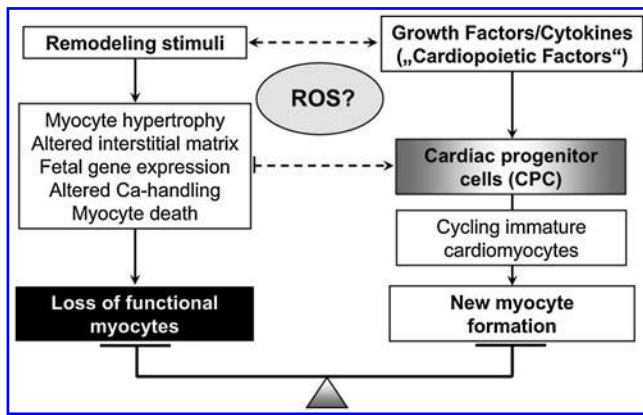 Remodeling stimuli
Growth Factors/Cytokines
(„Cardiopoietic Factors“)
ROS?
Myocyte hypertrophy
Altered interstitial matrix
Fetal gene expression
Altered Ca-handling
Myocyte death
Cardiac progenitor
cells (CPC)
Cycling immature
cardiomyocytes
Loss of functional
myocytes
New myocyte
formation